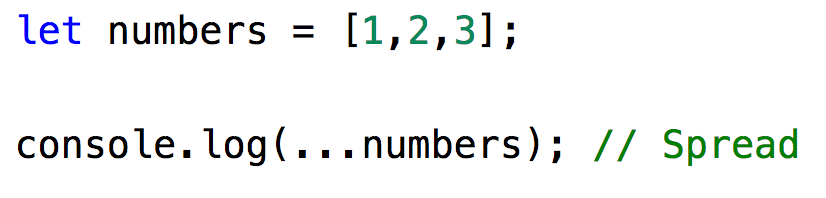 let numbers = [1,2,3];
console.log(...numbers); // Spread